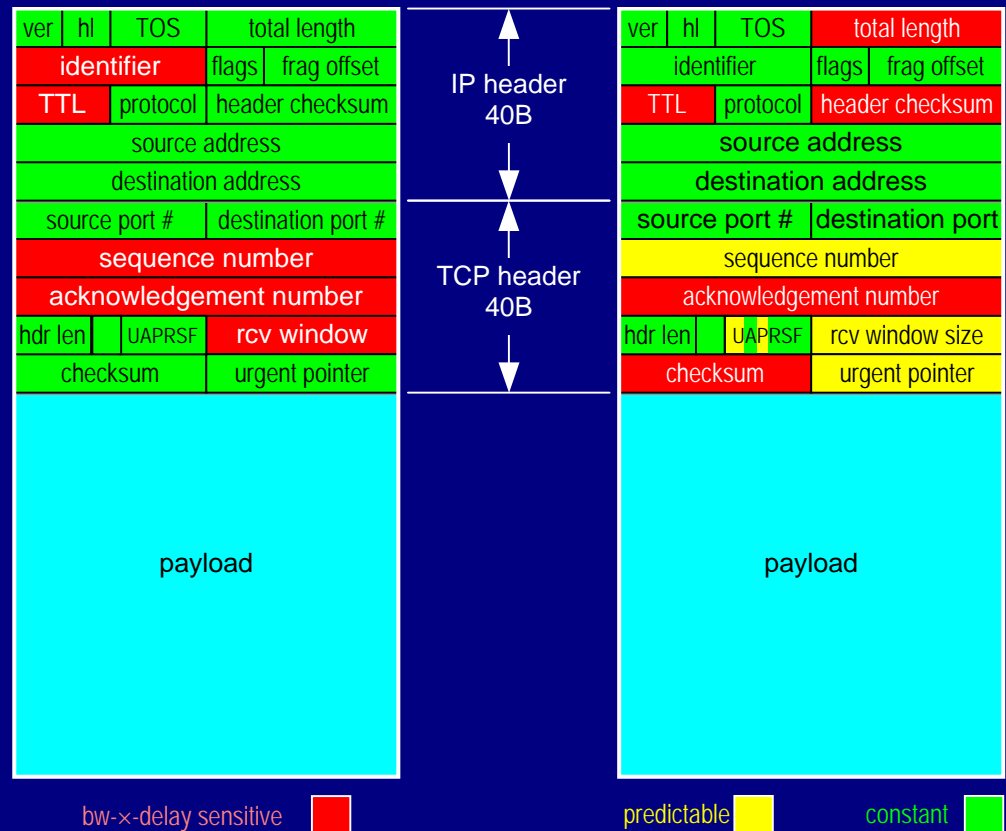 ver hl TOS total length
identifier flags frag offset
TTL protocol header checksum
source address
destination address
source port # destination port #
sequence number
acknowledgement number
hdr len UAPRSF rcv window
checksum urgent pointer
payload
IP header
40B
TCP header
40B
ver hl TOS total length
identifier flags frag offset
TTL protocol header checksum
source address
destination address
source port # destination port
sequence number
acknowledgement number
hdr len UAPRSF rcv window size
checksum urgent pointer
payload
bw-×-delay sensitive
predictable
constant